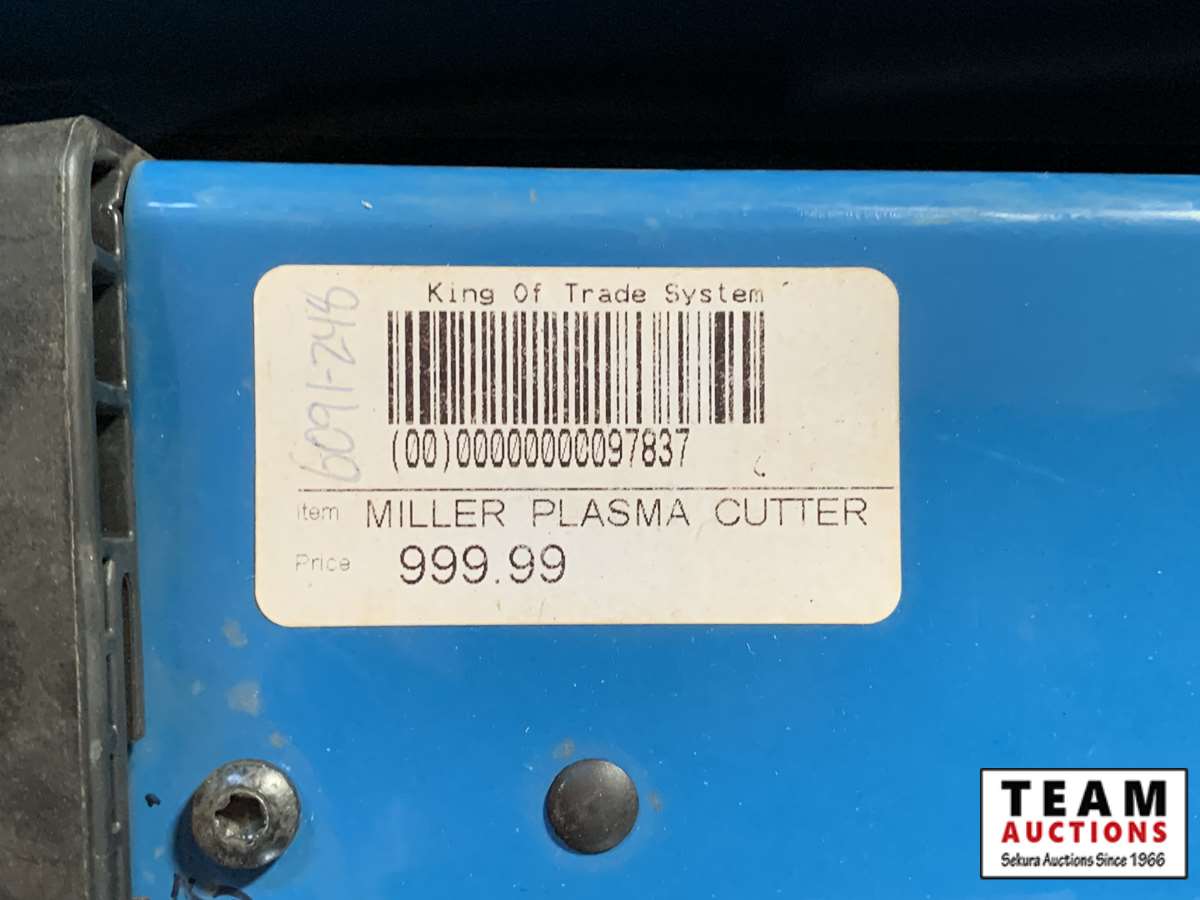 King Of Trade System
6091-248
(00)00000000097837
item MILLER PLASMA CUTTER
Price 999.99
TEAM
AUCTIONS
Sekura Auctions Since 1966